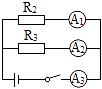 R₂ A₁
R₃ A₂
A₃